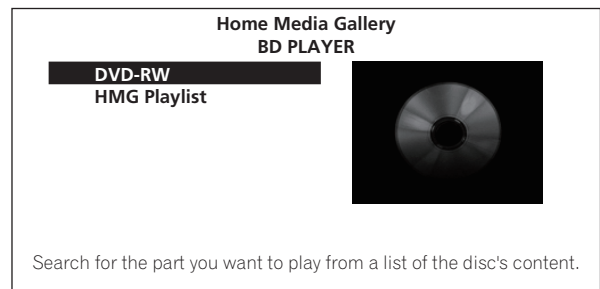 Home Media Gallery
BD PLAYER
DVD-RW
HMG Playlist
Search for the part you want to play from a list of the disc's content.